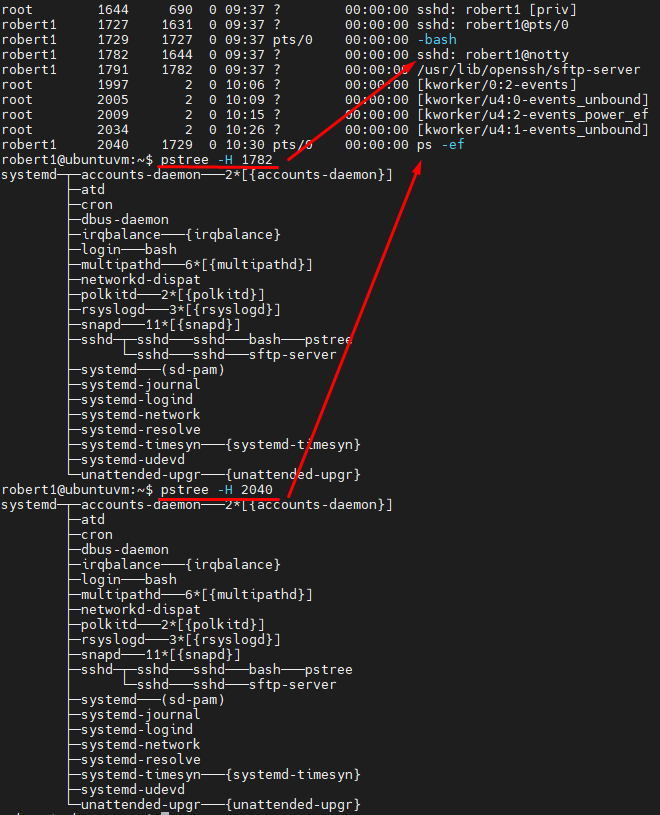 root        1644     690  0 09:37 ?        00:00:00 sshd: robert1 [priv]
robert1     1727    1631  0 09:37 ?        00:00:00 sshd: robert1@pts/0
robert1     1729    1727  0 09:37 pts/0    00:00:00 -bash
robert1     1782    1644  0 09:37 ?        00:00:00 sshd: robert1@notty
robert1     1791    1782  0 09:37 ?        00:00:00 /usr/lib/openssh/sftp-server
root        1997       2  0 10:06 ?        00:00:00 [kworker/0:2-events]
root        2005       2  0 10:09 ?        00:00:00 [kworker/u4:0-events_unbound]
root        2009       2  0 10:15 ?        00:00:00 [kworker/u4:2-events_power_ef
root        2034       2  0 10:26 ?        00:00:00 [kworker/u4:1-events_unbound]
robert1     2040    1729  0 10:30 pts/0    00:00:00 ps -ef
robert1@ubuntuvm:~$ pstree -H 1782
systemd─┬─accounts-daemon───2*[{accounts-daemon}]
        ├─atd
        ├─cron
        ├─dbus-daemon
        ├─irqbalance───{irqbalance}
        ├─login───bash
        ├─multipathd───6*[{multipathd}]
        ├─networkd-dispat
        ├─polkitd───2*[{polkitd}]
        ├─rsyslogd───3*[{rsyslogd}]
        ├─snapd───11*[{snapd}]
        ├─sshd─┬─sshd───sshd───bash───pstree
        │      └─sshd───sshd───sftp-server
        ├─systemd───(sd-pam)
        ├─systemd-journal
        ├─systemd-logind
        ├─systemd-network
        ├─systemd-resolve
        ├─systemd-timesyn───{systemd-timesyn}
        ├─systemd-udevd
        └─unattended-upgr───{unattended-upgr}
robert1@ubuntuvm:~$ pstree -H 2040
systemd─┬─accounts-daemon───2*[{accounts-daemon}]
        ├─atd
        ├─cron
        ├─dbus-daemon
        ├─irqbalance───{irqbalance}
        ├─login───bash
        ├─multipathd───6*[{multipathd}]
        ├─networkd-dispat
        ├─polkitd───2*[{polkitd}]
        ├─rsyslogd───3*[{rsyslogd}]
        ├─snapd───11*[{snapd}]
        ├─sshd─┬─sshd───sshd───bash───pstree
        │      └─sshd───sshd───sftp-server
        ├─systemd───(sd-pam)
        ├─systemd-journal
        ├─systemd-logind
        ├─systemd-network
        ├─systemd-resolve
        ├─systemd-timesyn───{systemd-timesyn}
        ├─systemd-udevd
        └─unattended-upgr───{unattended-upgr}